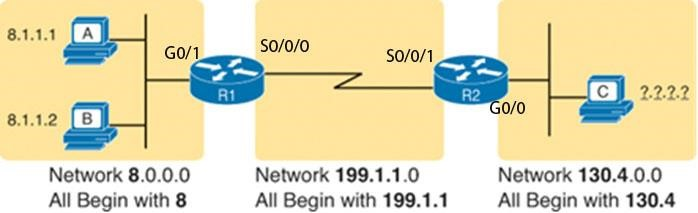 8.1.1.1
A
G0/1
R1
S0/0/0
S0/0/1
R2
G0/0
C
?.?.?.?
8.1.1.2
B
Network 8.0.0.0
All Begin with 8
Network 199.1.1.0
All Begin with 199.1.1
Network 130.4.0.0
All Begin with 130.4